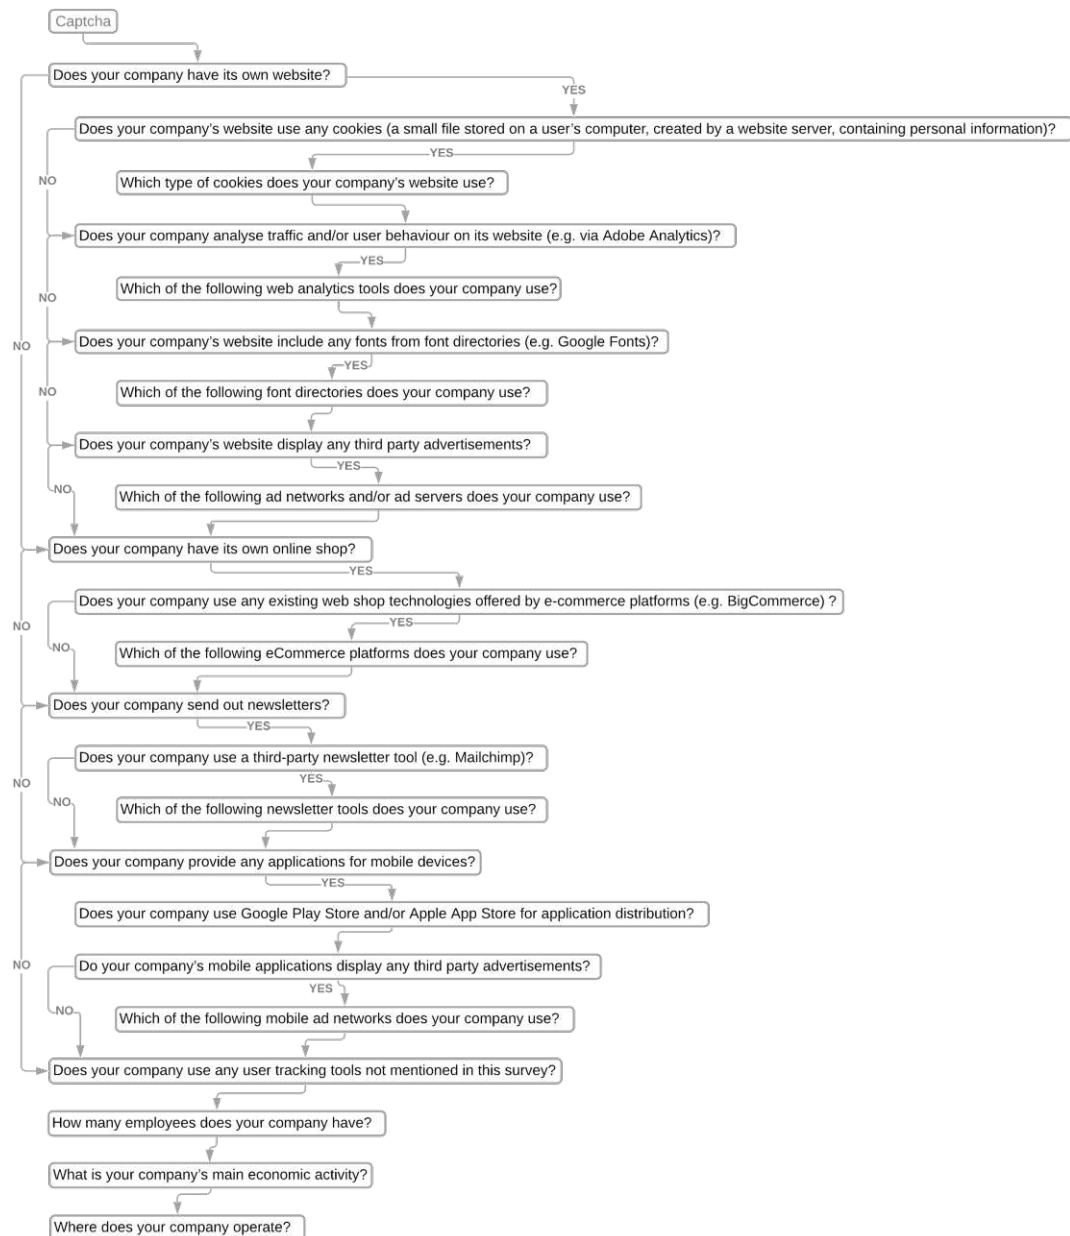 Captcha
Does your company have its own website?
YES
Does your company's website use any cookies (a small file stored on a user's computer, created by a website server, containing personal information)?
YES
NO
Which type of cookies does your company's website use?
Does your company analyse traffic and/or user behaviour on its website (e.g. via Adobe Analytics)?
YES
Which of the following web analytics tools does your company use?
NO
Does your company's website include any fonts from font directories (e.g. Google Fonts)?
NO
YES
Which of the following font directories does your company use?
NO
Does your company's website display any third party advertisements?
YES
NO
Which of the following ad networks and/or ad servers does your company use?
Does your company have its own online shop?
YES
Does your company use any existing web shop technologies offered by e-commerce platforms (e.g. BigCommerce) ?
YES
NO
NO
Which of the following eCommerce platforms does your company use?
Does your company send out newsletters?
YES
Does your company use a third-party newsletter tool (e.g. Mailchimp)?
YES
NO
NO
Which of the following newsletter tools does your company use?
Does your company provide any applications for mobile devices?
YES
Does your company use Google Play Store and/or Apple App Store for application distribution?
NO
Do your company's mobile applications display any third party advertisements?
YES
NO
Which of the following mobile ad networks does your company use?
Does your company use any user tracking tools not mentioned in this survey?
How many employees does your company have?
What is your company's main economic activity?
Where does your company operate?